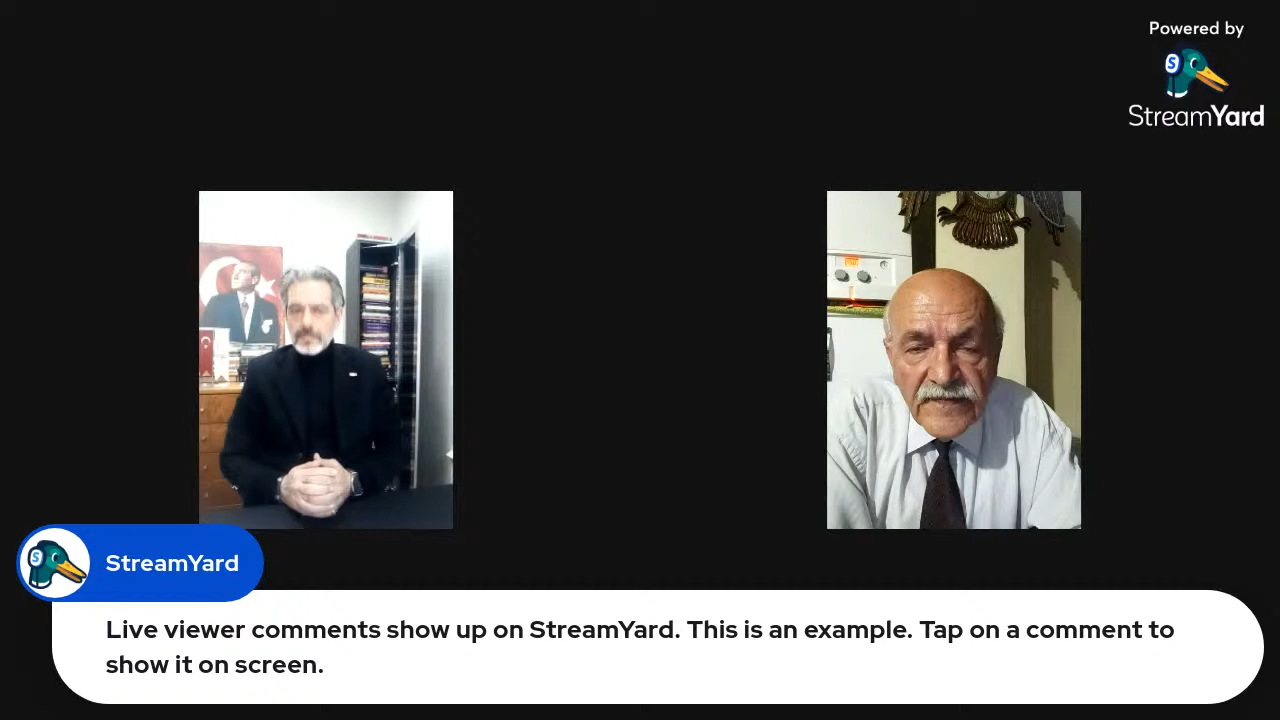 Powered by
S
StreamYard
S
StreamYard
Live viewer comments show up on StreamYard. This is an example. Tap on a comment to
show it on screen.